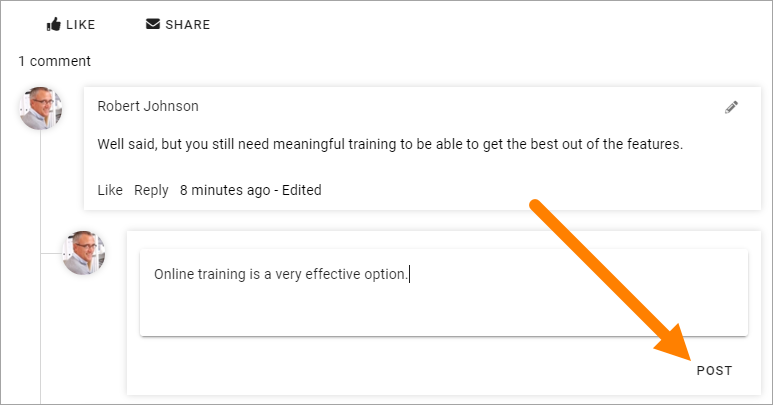 LIKE SHARE
1 comment
Robert Johnson
Well said, but you still need meaningful training to be able to get the best out of the features.
Like Reply 8 minutes ago - Edited
Online training is a very effective option.
POST